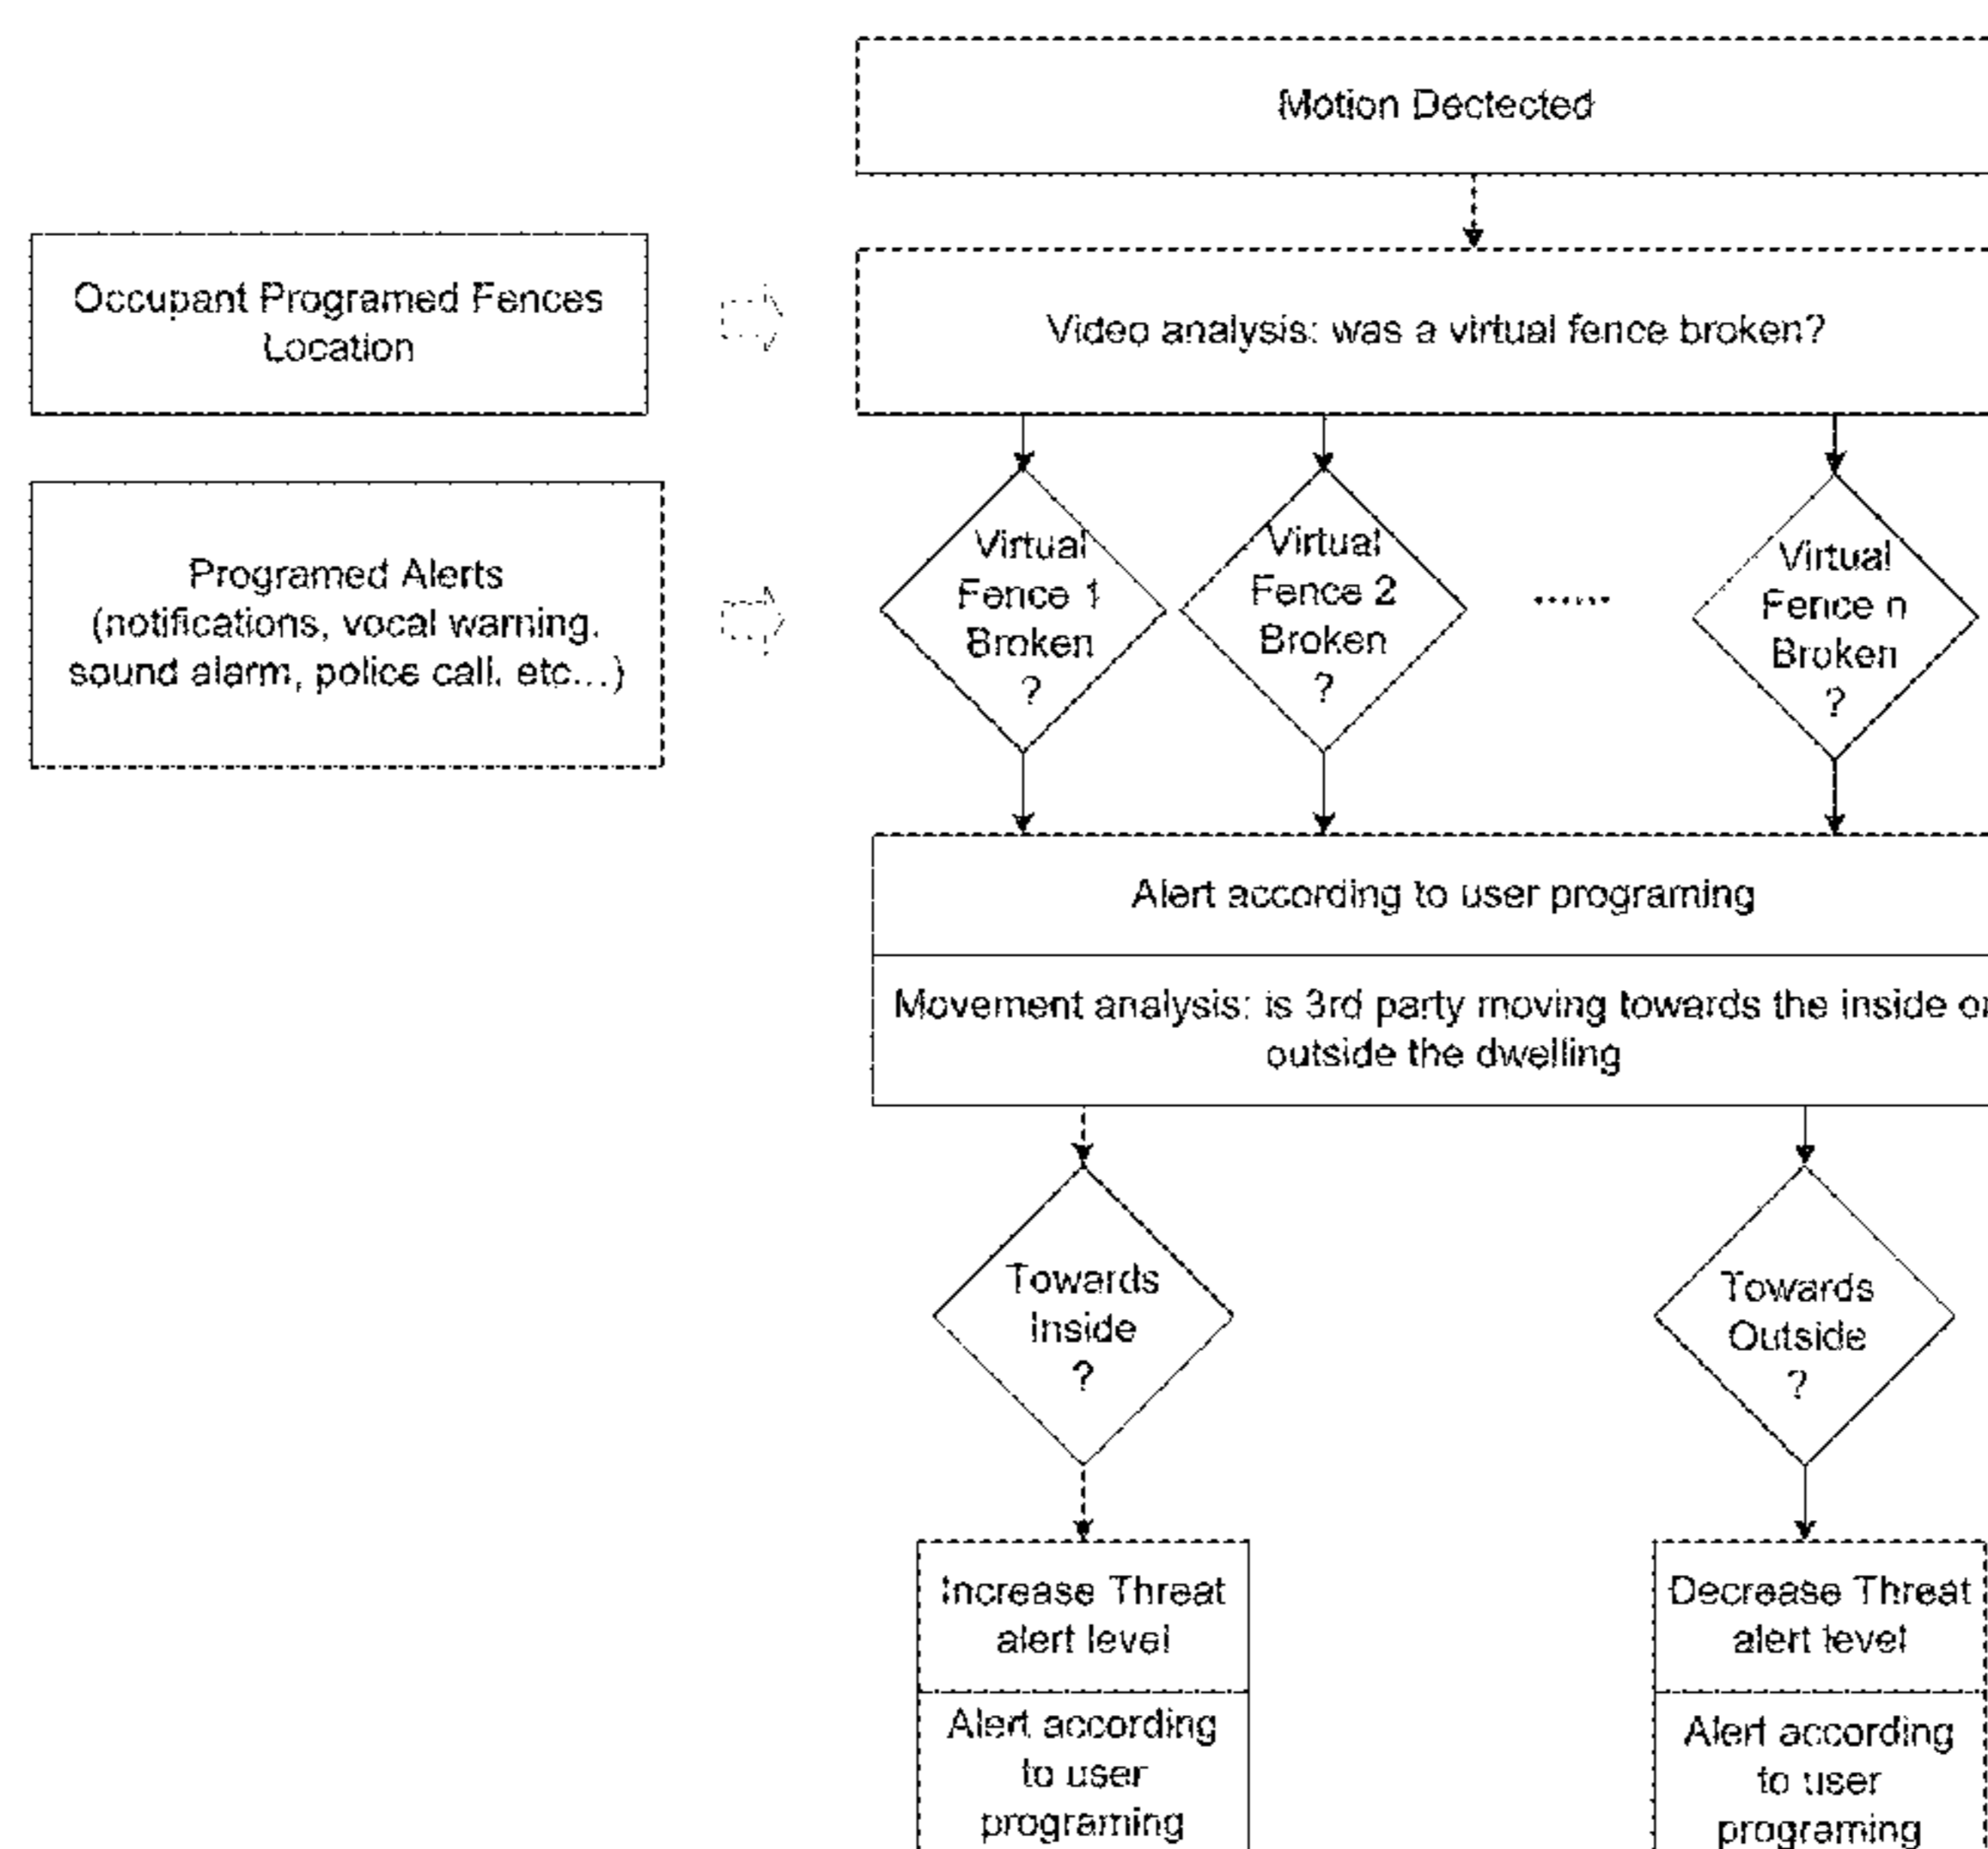 Motion Dectected
Occupant Programed Fences
Location
Video analysis: was a virtual fence broken?
Programed Alerts
(notifications, vocal warning,
sound alarm, police call, etc...)
Virtual
Fence 1
Broken
?
Virtual
Fence 2
Broken
?
......
Virtual
Fence n
Broken
?
Alert according to user programing
Movement analysis: is 3rd party moving towards the inside or
outside the dwelling
Towards
Inside
?
Towards
Outside
?
Increase Threat
alert level
Alert according
to user
programing
Decrease Threat
alert level
Alert according
to user
programing